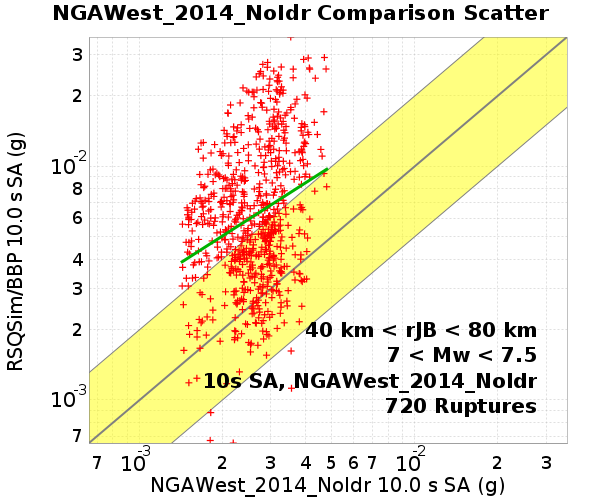 NGAWest_2014_NoIdr Comparison Scatter
RSQSim/BBP 10.0 s SA (g)
3
2
10-2
8
6
4
3
2
10-3
7
40 km < rJB < 80 km
7 < Mw < 7.5
10s SA, NGAWest_2014_NoIdr
720 Ruptures
7 10-3 2 3 4 5 6 7 10-2 2 3
NGAWest_2014_NoIdr 10.0 s SA (g)